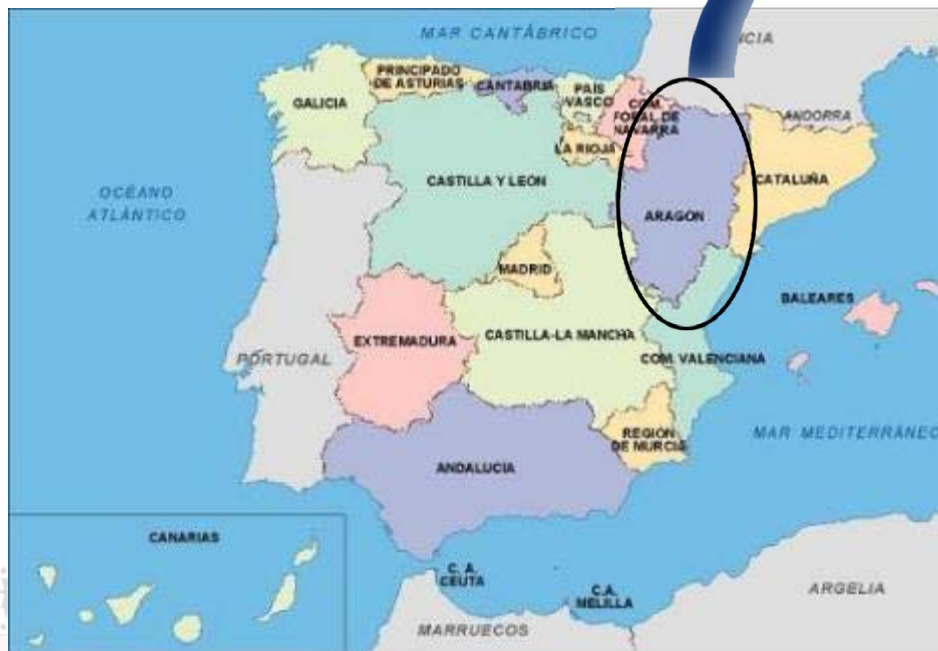 MAR CANTÁBRICO
NCIA
PRINCIPADO
DE ASTURIAS
CANTABRIA
PAÍS
VASCO
COM.
FORAL DE
NAVARRA
GALICIA
ANDORRA
LA RIOJA
CASTILLA Y LEÓN
CATALUÑA
OCÉANO
ATLÁNTICO
ARAGÓN
MADRID
BALEARES
EXTREMADURA
CASTILLA-LA MANCHA
PORTUGAL
COM. VALENCIANA
REGIÓN
DE MURCIA
MAR MEDITERRÁNEO
ANDALUCIA
CANARIAS
C. A.
CEUTA
C.A.
MELILLA
ARGELIA
MARRUECOS